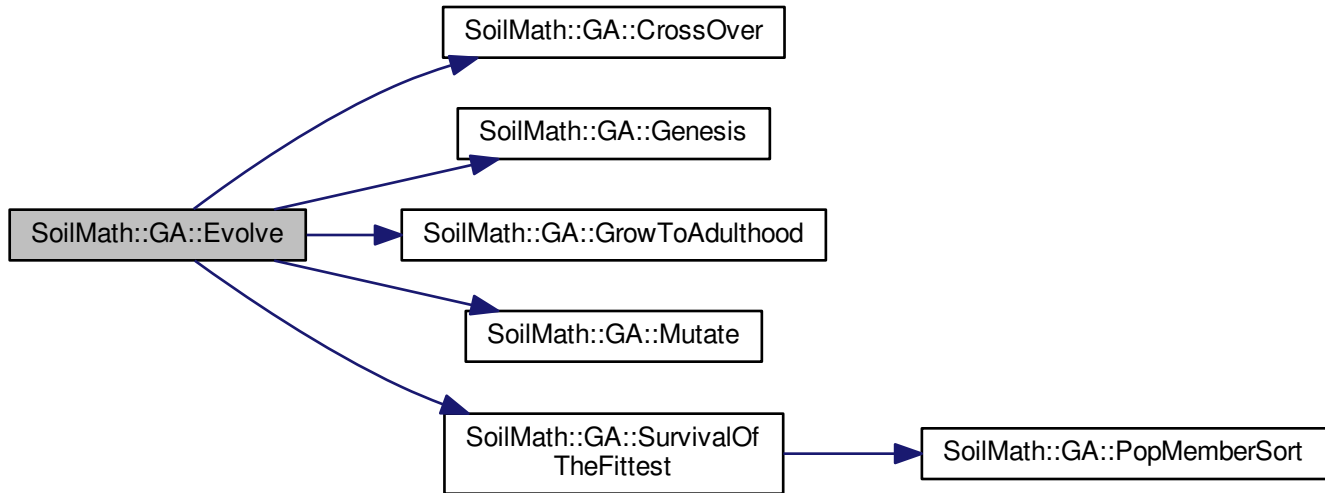 SoilMath::GA::CrossOver
SoilMath::GA::Genesis
SoilMath::GA::Evolve
SoilMath::GA::GrowToAdulthood
SoilMath::GA::Mutate
SoilMath::GA::SurvivalOf
TheFittest
SoilMath::GA::PopMemberSort